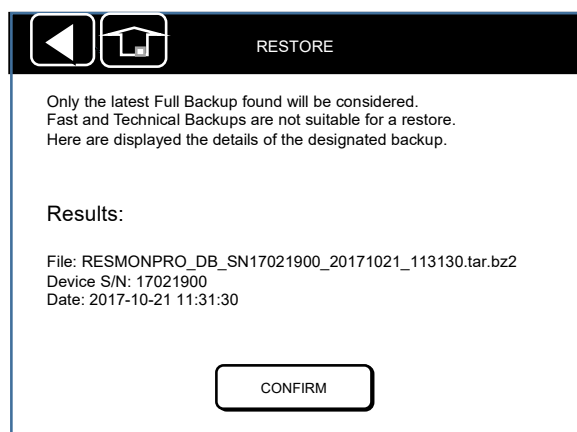 RESTORE
Only the latest Full Backup found will be considered.
Fast and Technical Backups are not suitable for a restore.
Here are displayed the details of the designated backup.
Results:
File: RESMONPRO_DB_SN17021900_20171021_113130.tar.bz2
Device S/N: 17021900
Date: 2017-10-21 11:31:30
CONFIRM